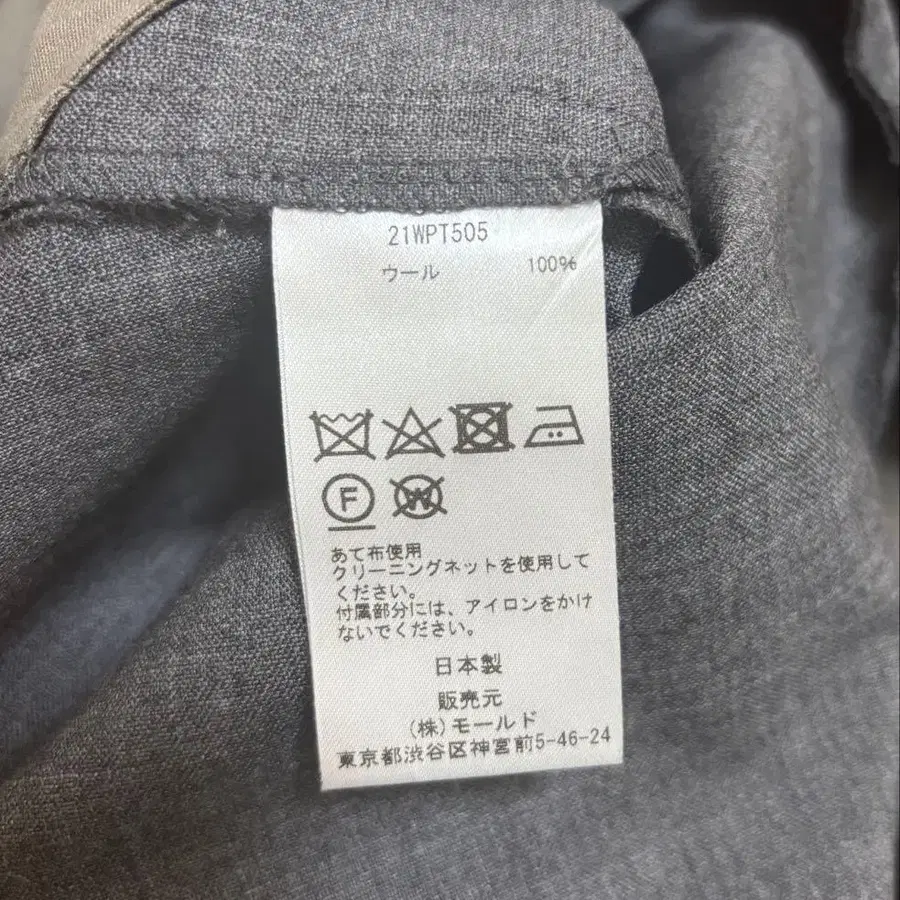 21WPT505
ウール 100%
F W
あて布使用
クリーニングネットを使用して
ください。
付属部分には、アイロンをかけ
ないでください。
日本製
販売元
(株)モールド
東京都渋谷区神宮前5-46-24